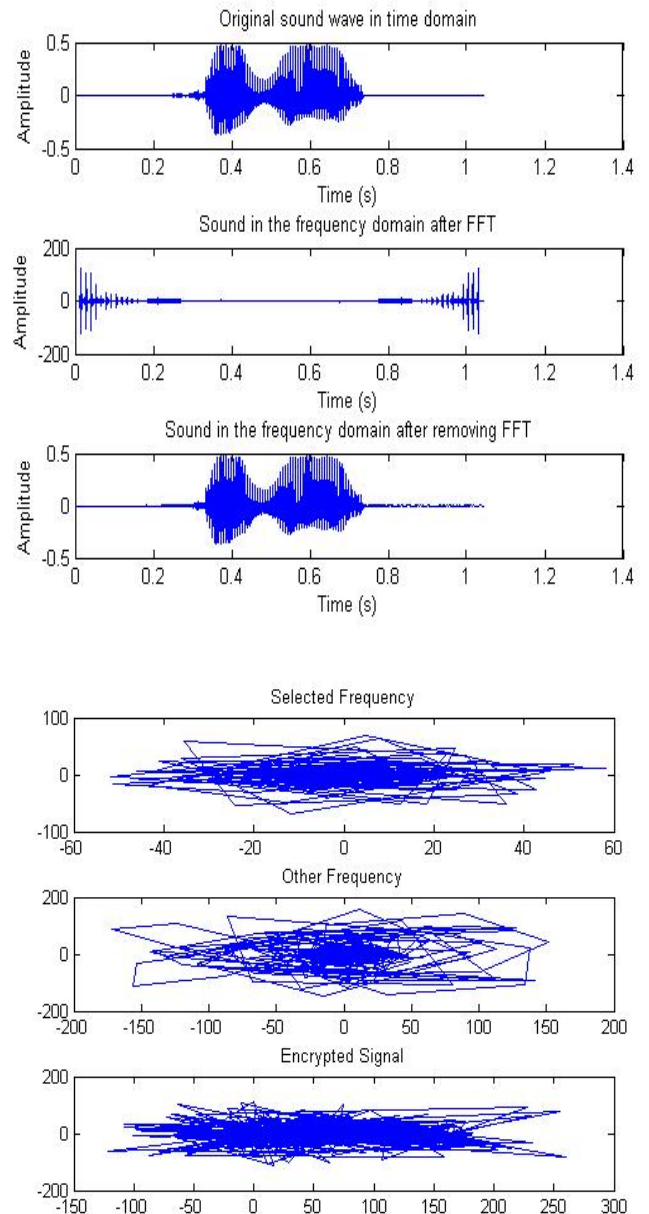 Original sound wave in time domain
0.5
0
-0.5
Amplitude
0 0.2 0.4 0.6 0.8 1 1.2 1.4
Time (s)
Sound in the frequency domain after FFT
200
0
-200
Amplitude
0 0.2 0.4 0.6 0.8 1 1.2 1.4
Time (s)
Sound in the frequency domain after removing FFT
0.5
0
-0.5
Amplitude
0 0.2 0.4 0.6 0.8 1 1.2 1.4
Time (s)
Selected Frequency
100
0
-100
-60 -40 -20 0 20 40 60
Other Frequency
200
0
-200
-200 -150 -100 -50 0 50 100 150 200
Encrypted Signal
200
0
-200
-150 -100 -50 0 50 100 150 200 250 300